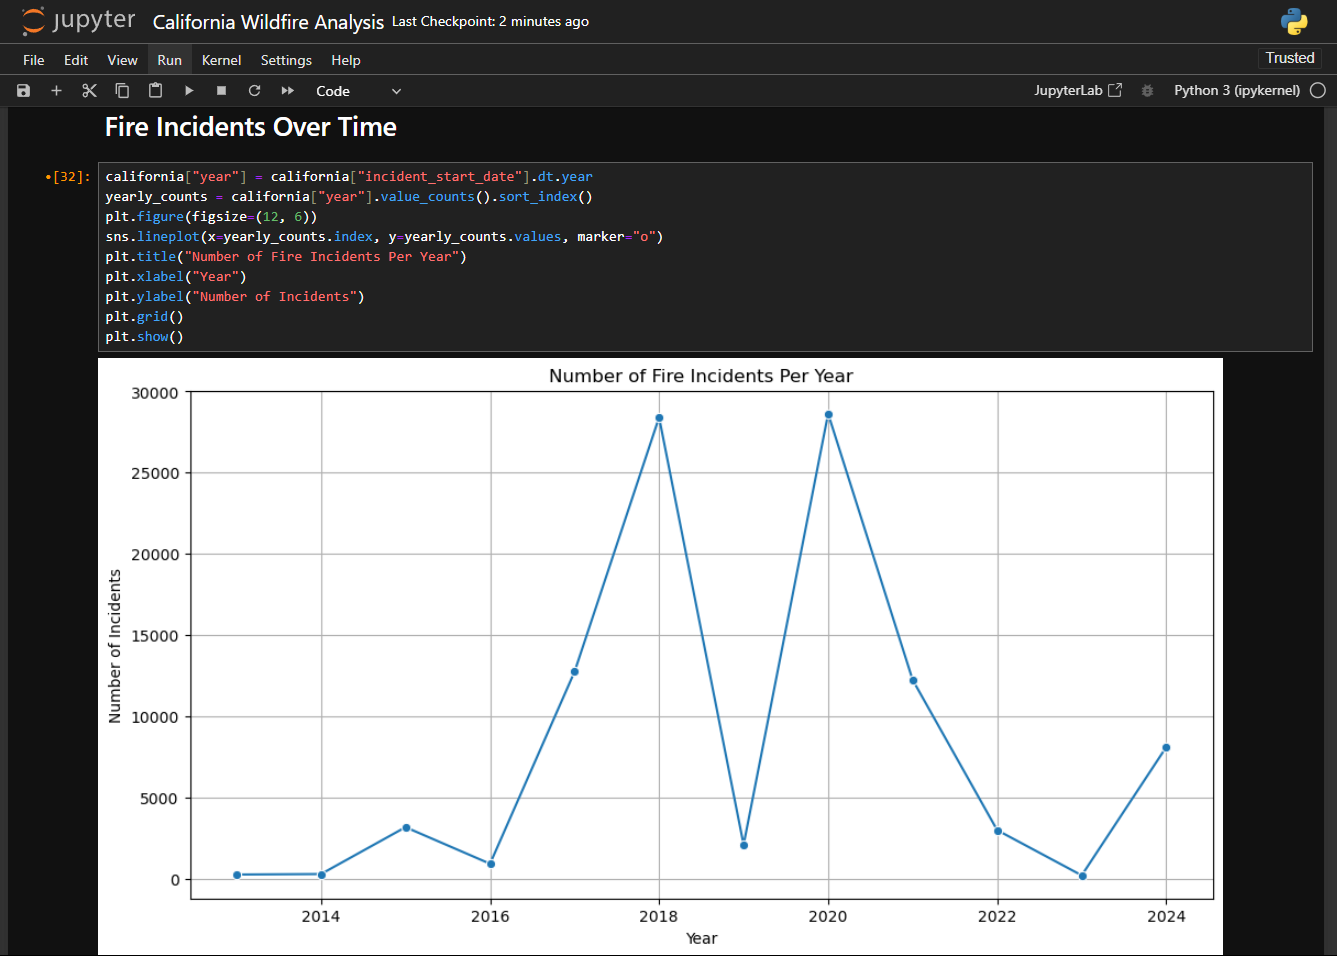 jupyter California Wildfire Analysis Last Checkpoint: 2 minutes ago
File Edit View Run Kernel Settings Help Trusted
Code JupyterLab Python 3 (ipykernel)
Fire Incidents Over Time
•[32]: california["year"] = california["incident_start_date"].dt.year
yearly_counts = california["year"].value_counts().sort_index()
plt.figure(figsize=(12, 6))
sns.lineplot(x=yearly_counts.index, y=yearly_counts.values, marker="o")
plt.title("Number of Fire Incidents Per Year")
plt.xlabel("Year")
plt.ylabel("Number of Incidents")
plt.grid()
plt.show()
Number of Fire Incidents Per Year
30000
25000
20000
15000
10000
5000
0
Number of Incidents
2014 2016 2018 2020 2022 2024
Year